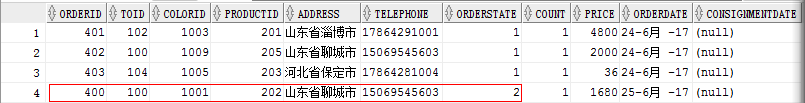 ORDERID TOID COLORID PRODUCTID ADDRESS TELEPHONE ORDERSTATE COUNT PRICE ORDERDATE CONSIGNMENTDATE
1 401 102 1003 201 山东省淄博市 17864291001 1 1 4800 24-6月 -17 (null)
2 402 100 1009 205 山东省聊城市 15069545603 1 1 2000 24-6月 -17 (null)
3 403 104 1005 203 河北省保定市 17864281004 1 1 36 24-6月 -17 (null)
4 400 100 1001 202 山东省聊城市 15069545603 2 1 1680 25-6月 -17 (null)